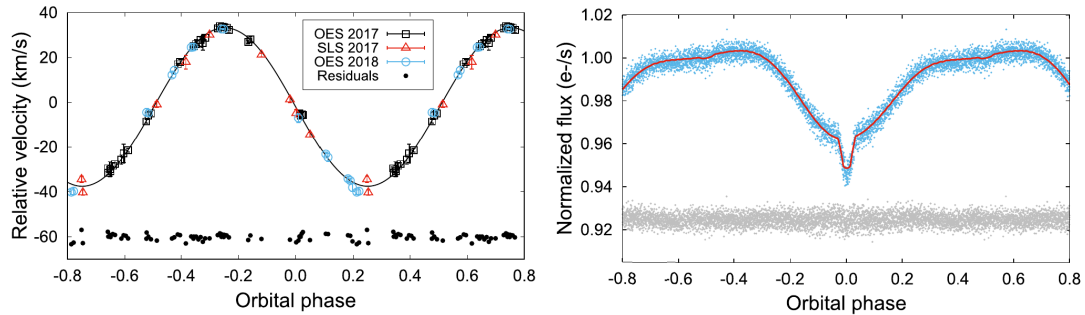 Relative velocity (km/s)
40
20
0
-20
-40
-60
OES 2017
SLS 2017
OES 2018
Residuals
-0.8 -0.6 -0.4 -0.2 0.0 0.2 0.4 0.6 0.8
Orbital phase
Normalized flux (e-/s)
1.02
1.00
0.98
0.96
0.94
0.92
-0.8 -0.6 -0.4 -0.2 0.0 0.2 0.4 0.6 0.8
Orbital phase